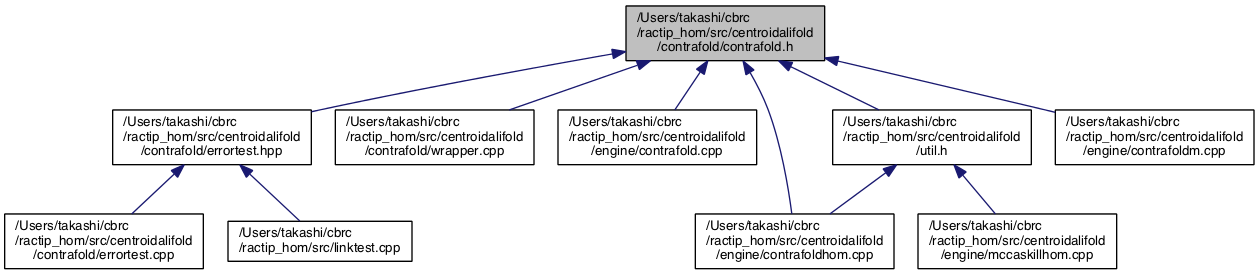 /Users/takashi/cbrc
/ractip_hom/src/centroidalifold
/contrafold/contrafold.h
/Users/takashi/cbrc
/ractip_hom/src/centroidalifold
/contrafold/errortest.hpp
/Users/takashi/cbrc
/ractip_hom/src/centroidalifold
/contrafold/wrapper.cpp
/Users/takashi/cbrc
/ractip_hom/src/centroidalifold
/engine/contrafold.cpp
/Users/takashi/cbrc
/ractip_hom/src/centroidalifold
/util.h
/Users/takashi/cbrc
/ractip_hom/src/centroidalifold
/engine/contrafoldm.cpp
/Users/takashi/cbrc
/ractip_hom/src/centroidalifold
/contrafold/errortest.cpp
/Users/takashi/cbrc
/ractip_hom/src/linktest.cpp
/Users/takashi/cbrc
/ractip_hom/src/centroidalifold
/engine/contrafoldhom.cpp
/Users/takashi/cbrc
/ractip_hom/src/centroidalifold
/engine/mccaskillhom.cpp